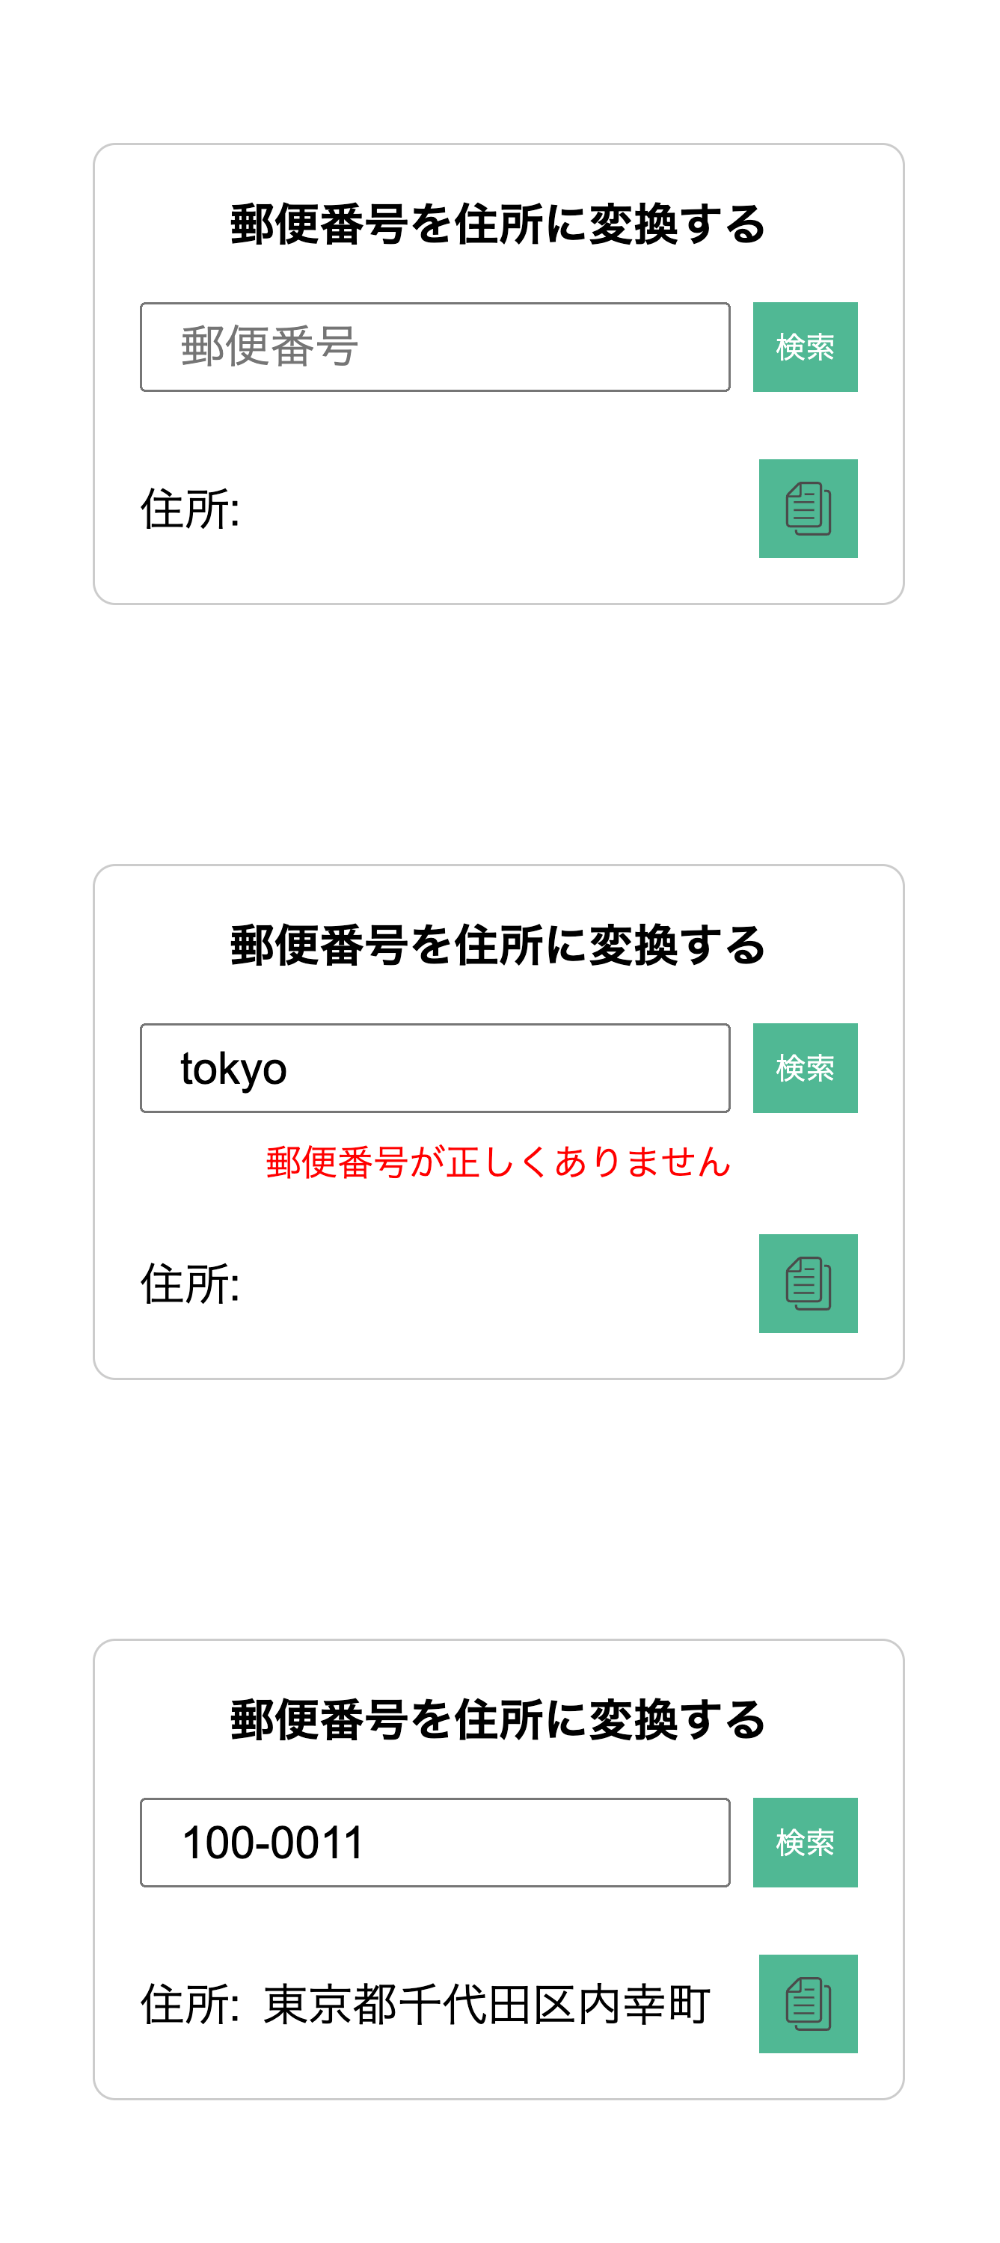 郵便番号を住所に変換する
郵便番号 検索
住所:
郵便番号を住所に変換する
tokyo 検索
郵便番号が正しくありません
住所:
郵便番号を住所に変換する
100-0011 検索
住所: 東京都千代田区内幸町